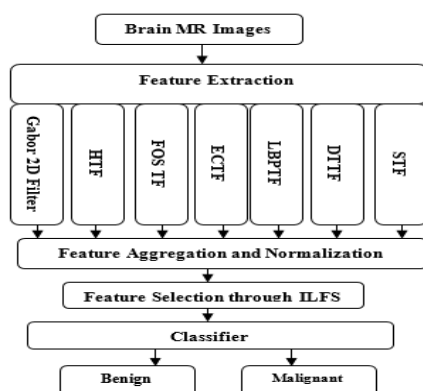 Brain MR Images
Feature Extraction
Gabor 2D Filter
HTF
FOS TF
ECTF
LBPTF
DTTF
STF
Feature Aggregation and Normalization
Feature Selection through ILFS
Classifier
Benign
Malignant